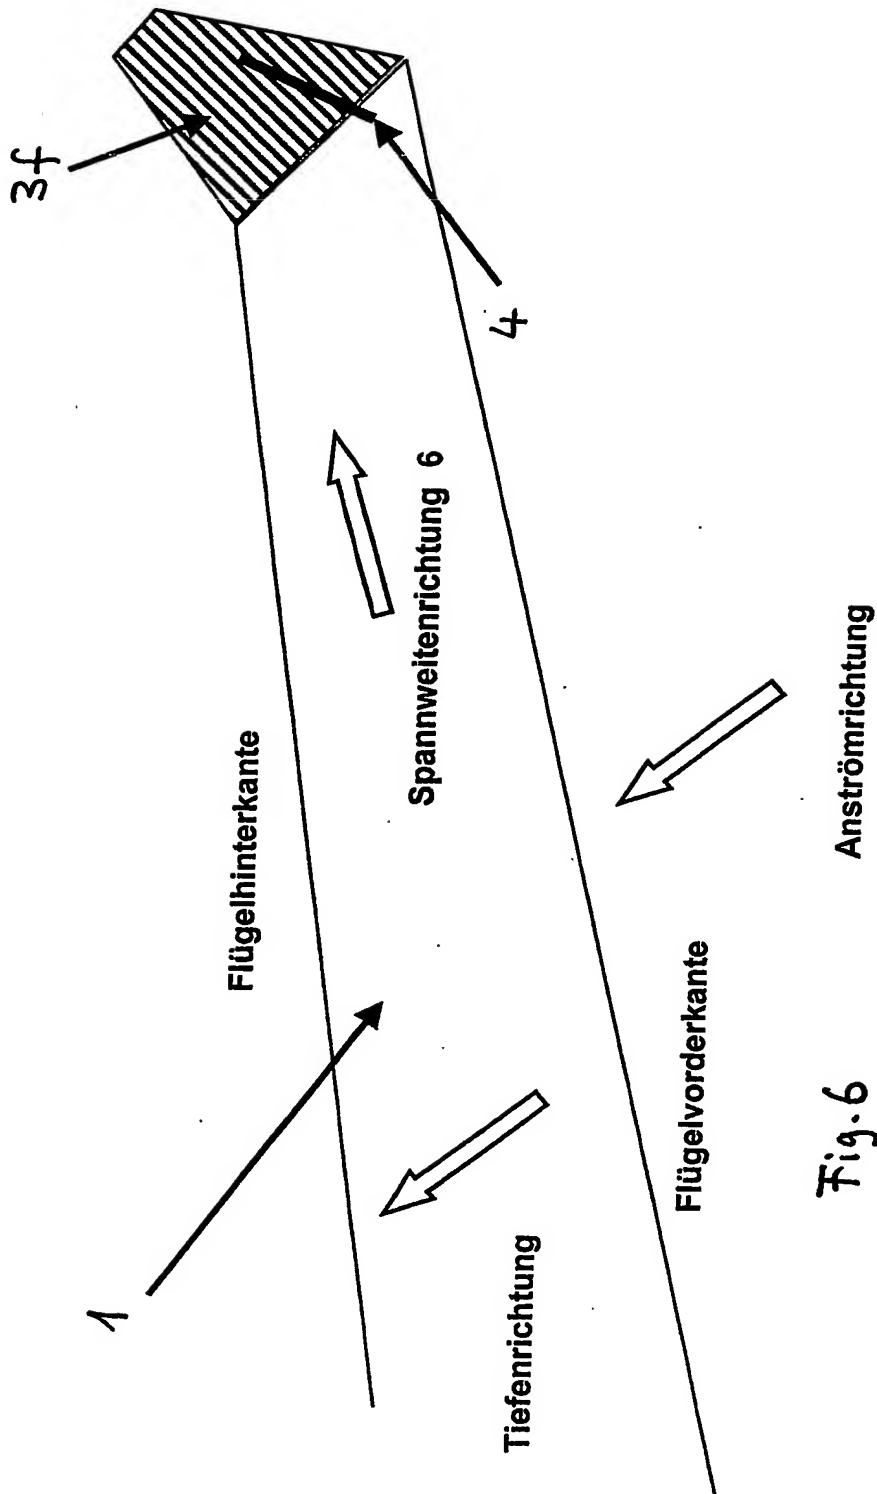 3f
4
Spannweitenrichtung 6
Flügelhinterkante
Anströmrichtung
Flügelvorderkante
1
Tiefenrichtung
Fig. 6